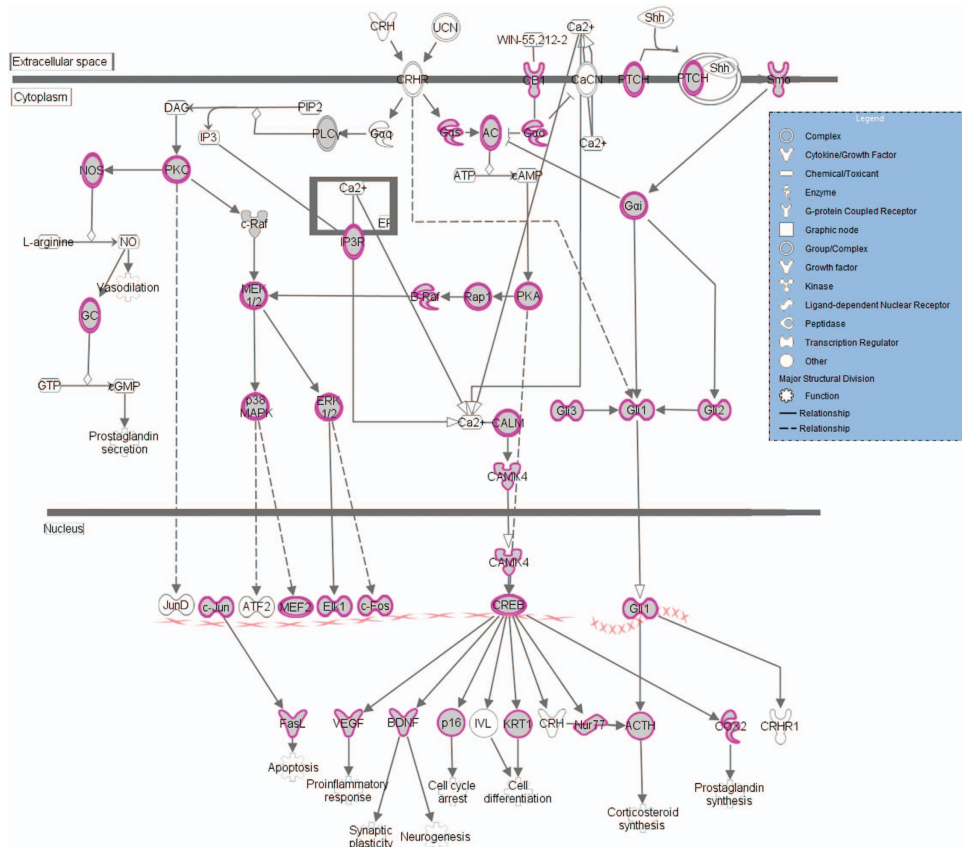 CRH
UCN
Ca2+
Shh
WIN-55,212-2
Extracellular space
CRHR
CB1
CaCN
PTCH
PTCH
Shh
Smo
Cytoplasm
DAG
PIP2
IP3
PLCγ
Gαq
Gαs
AC
Gαo
Ca2+
NOS
PKC
ATP
cAMP
Ca2+
ER
c-Raf
IP3R
Gαi
L-arginine
NO
Vasodilation
MEK
1/2
B-Raf
Rap1
PKA
GC
GTP
cGMP
p38
MAPK
ERK
1/2
Ca2+
CALM
Gli3
Gli1
Gli2
Prostaglandin
secretion
CAMK4
Nucleus
CAMK4
JunD
c-Jun
ATF2
MEF2
Elk1
c-Fos
CREB
Gli1
FasL
VEGF
BDNF
p16
IVL
KRT1
CRH
Nur77
ACTH
COX2
CRHR1
Apoptosis
Proinflammatory
response
Cell cycle
arrest
Cell
differentiation
Prostaglandin
synthesis
Synaptic
plasticity
Neurogenesis
Corticosteroid
synthesis
Legend
Complex
Cytokine/Growth Factor
Chemical/Toxicant
Enzyme
G-protein Coupled Receptor
Graphic node
Group/Complex
Growth factor
Kinase
Ligand-dependent Nuclear Receptor
Peptidase
Transcription Regulator
Other
Major Structural Division
Function
Relationship
Relationship